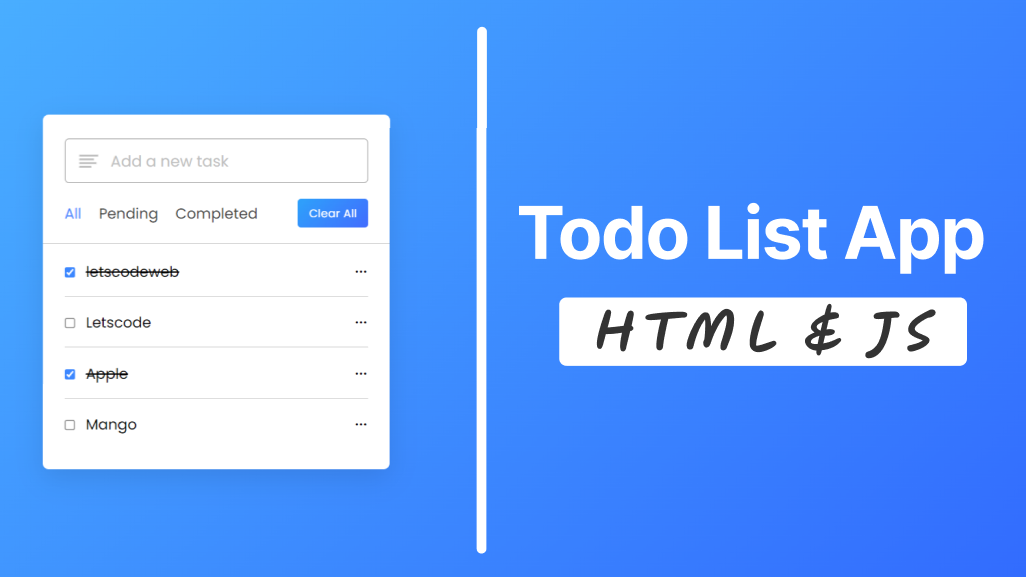 Add a new task
All Pending Completed Clear All
letscodeweb
Letscode
Apple
Mango
Todo List App
HTML & JS